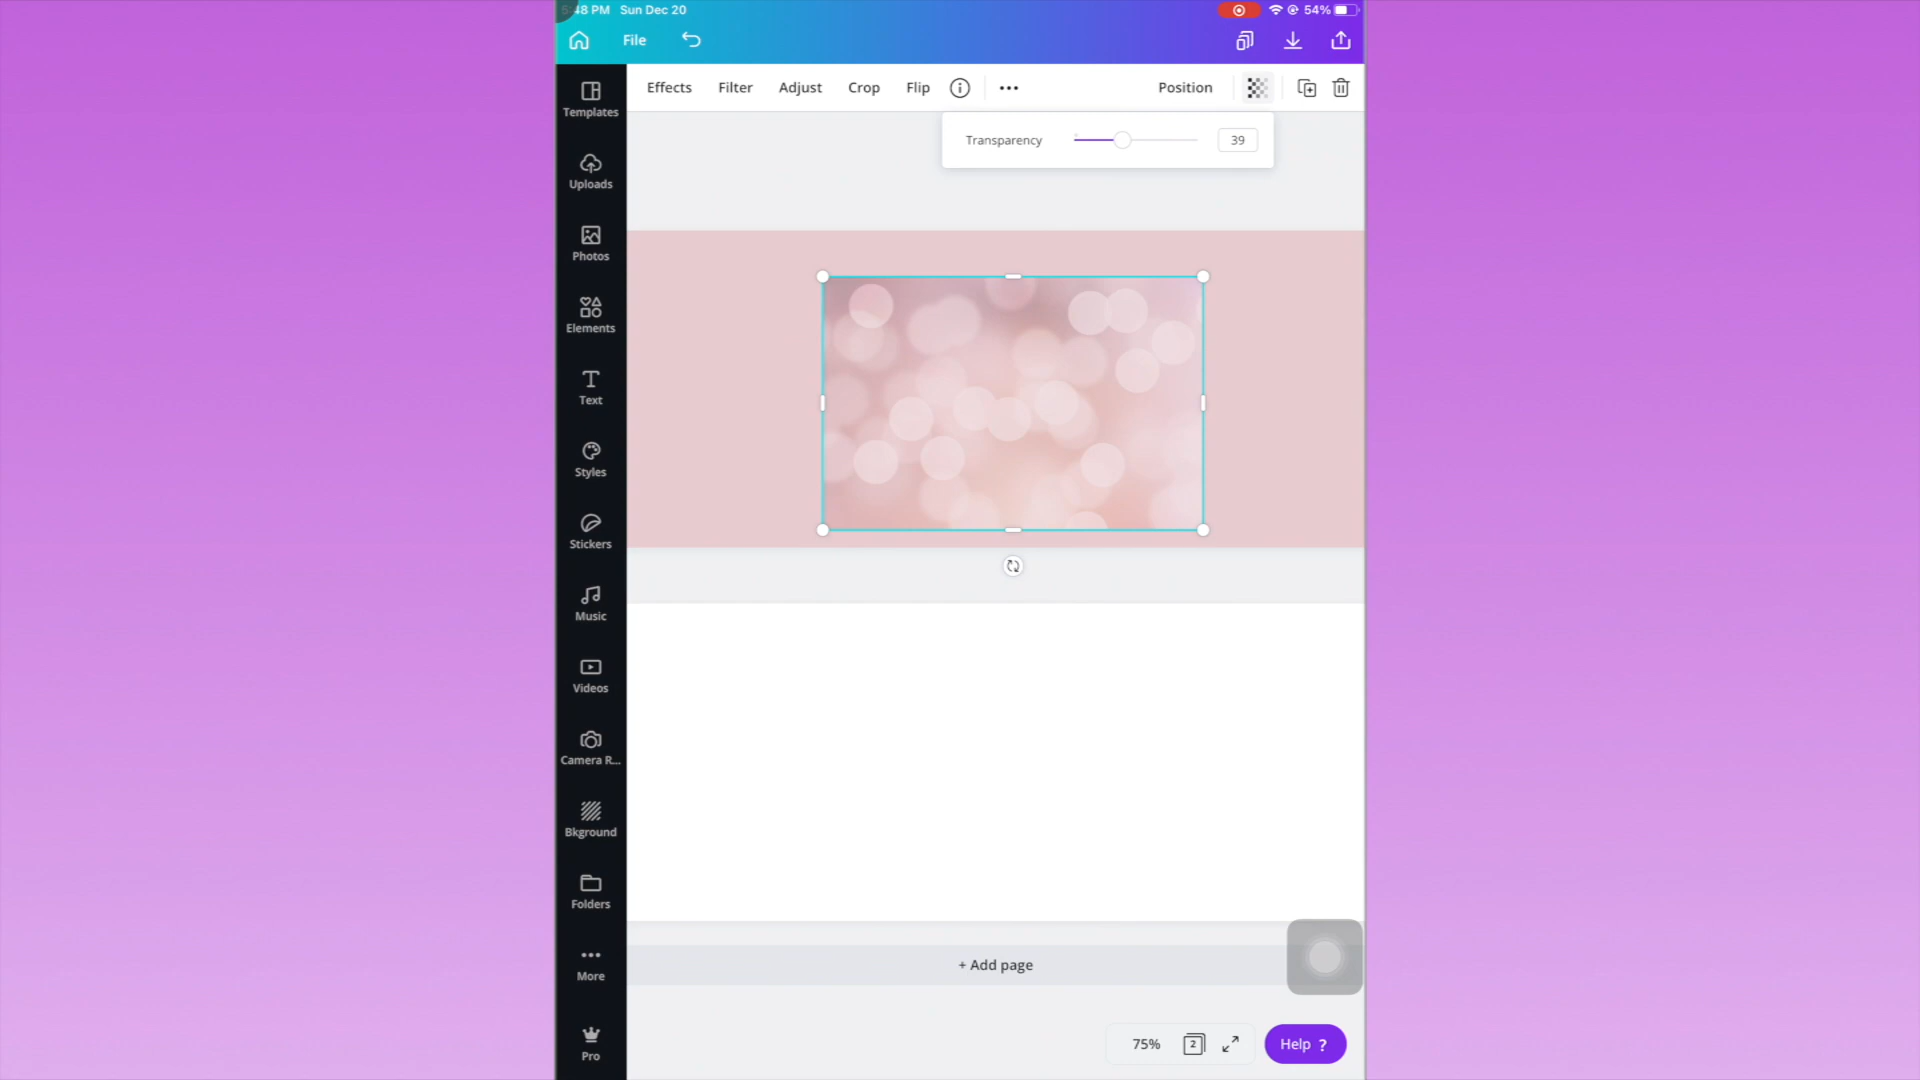 :48 PM Sun Dec 20
54%
File
Effects Filter Adjust Crop Flip Position
Transparency 39
Templates
Uploads
Photos
Elements
Text
Styles
Stickers
Music
Videos
Camera R...
Bkground
Folders
More
Pro
+ Add page
75% 2 Help ?